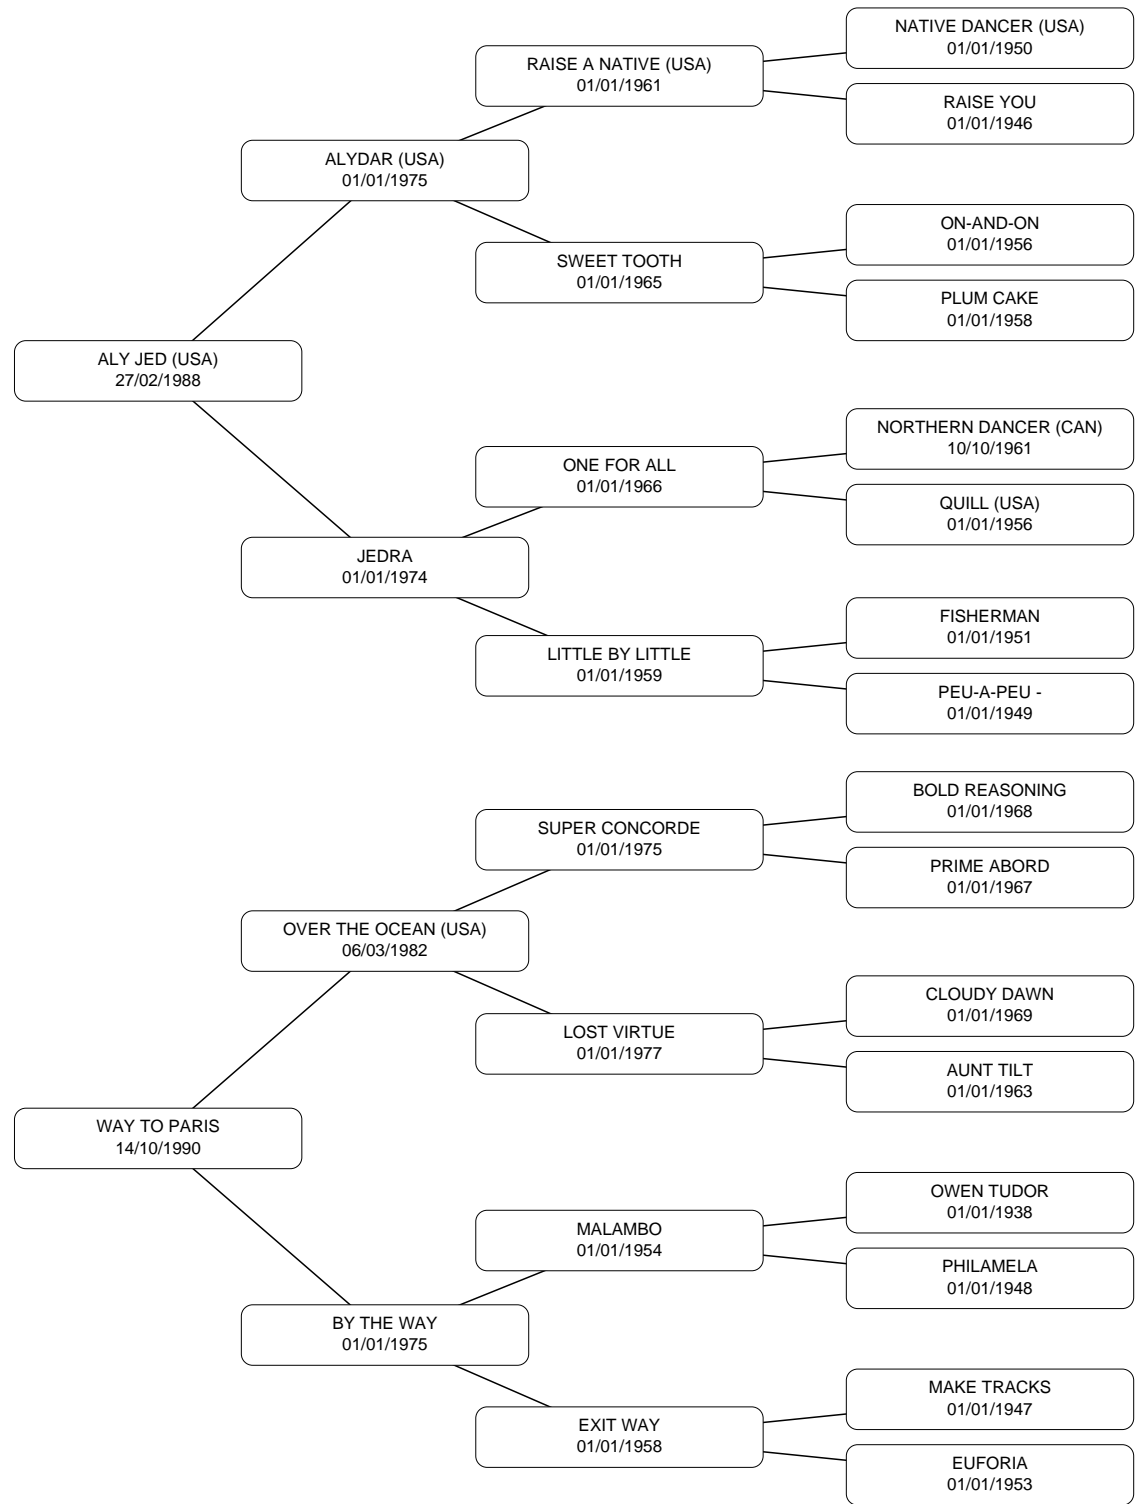 NATIVE DANCER (USA)
01/01/1950
RAISE A NATIVE (USA)
01/01/1961
RAISE YOU
01/01/1946
ALYDAR (USA)
01/01/1975
ON-AND-ON
01/01/1956
SWEET TOOTH
01/01/1965
PLUM CAKE
01/01/1958
ALY JED (USA)
27/02/1988
NORTHERN DANCER (CAN)
10/10/1961
ONE FOR ALL
01/01/1966
QUILL (USA)
01/01/1956
JEDRA
01/01/1974
FISHERMAN
01/01/1951
LITTLE BY LITTLE
01/01/1959
PEU-A-PEU -
01/01/1949
BOLD REASONING
01/01/1968
SUPER CONCORDE
01/01/1975
PRIME ABORD
01/01/1967
OVER THE OCEAN (USA)
06/03/1982
CLOUDY DAWN
01/01/1969
LOST VIRTUE
01/01/1977
AUNT TILT
01/01/1963
WAY TO PARIS
14/10/1990
OWEN TUDOR
01/01/1938
MALAMBO
01/01/1954
PHILAMELA
01/01/1948
BY THE WAY
01/01/1975
MAKE TRACKS
01/01/1947
EXIT WAY
01/01/1958
EUFORIA
01/01/1953